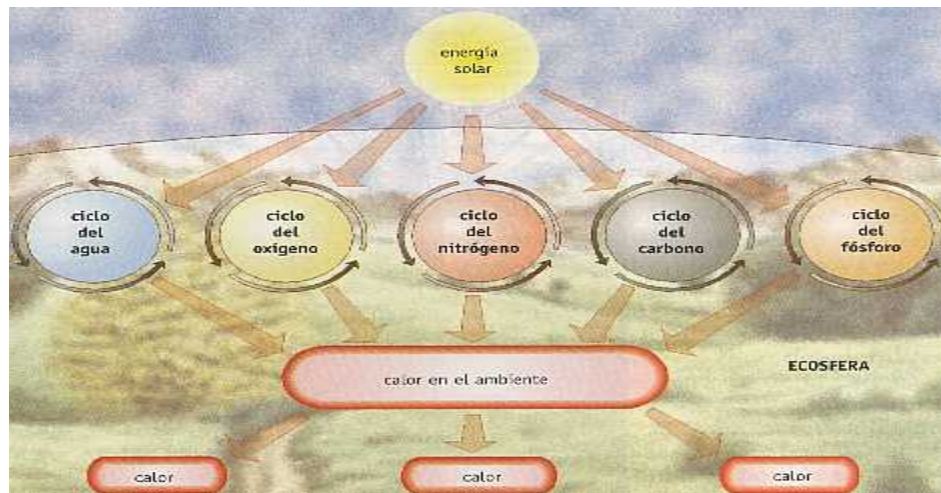 energía
solar
ciclo
del
agua
ciclo
del
oxígeno
ciclo
del
nitrógeno
ciclo
del
carbono
ciclo
del
fósforo
ECOSFERA
calor en el ambiente
calor
calor
calor